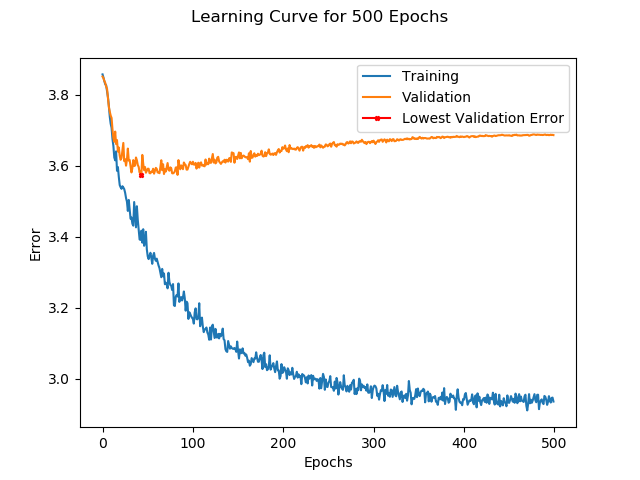 Learning Curve for 500 Epochs
Training
Validation
Lowest Validation Error
3.8
3.6
3.4
3.2
3.0
Error
0
100
200
300
400
500
Epochs